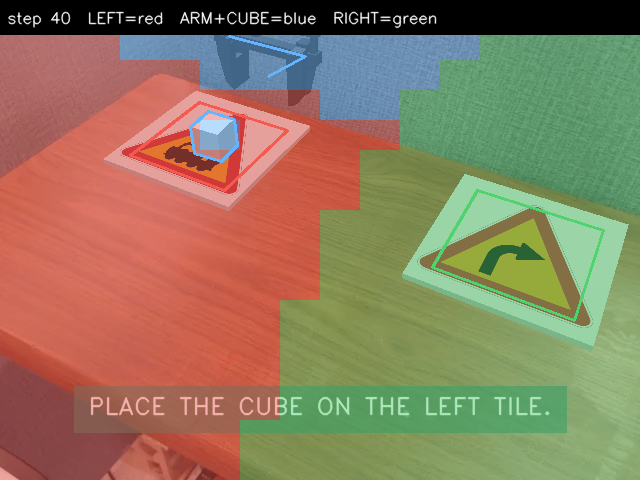 step 40 LEFT=red ARM+CUBE=blue RIGHT=green
PLACE THE CUBE ON THE LEFT TILE.